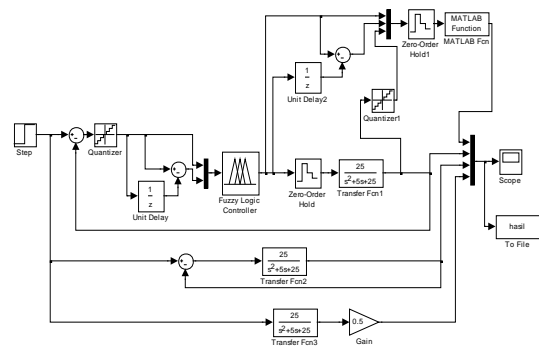 MATLAB
Function
MATLAB Fcn
Zero-Order
Hold1
1
z
Unit Delay2
Quantizer1
Step
Quantizer
1
z
Unit Delay
Fuzzy Logic
Controller
Zero-Order
Hold
25
s²+5s+25
Transfer Fcn1
Scope
hasil
To File
25
s²+5s+25
Transfer Fcn2
25
s²+5s+25
Transfer Fcn3
0.5
Gain